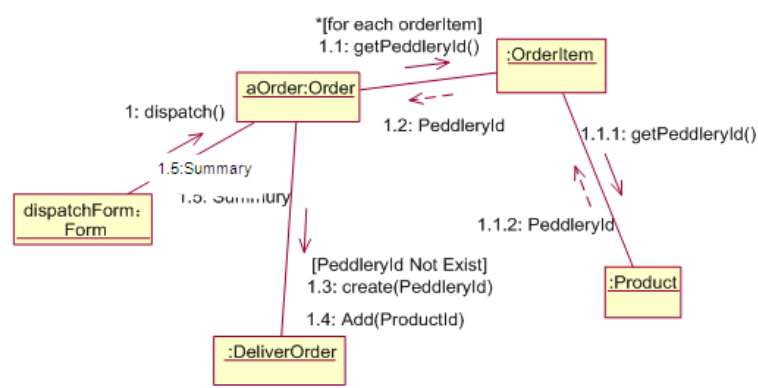 *[for each orderItem]
1.1: getPeddleryId()
:OrderItem
aOrder:Order
1: dispatch()
1.2: PeddleryId
1.1.1: getPeddleryId()
1.5:Summary
dispatchForm:
Form
1.1.2: PeddleryId
[PeddleryId Not Exist]
1.3: create(PeddleryId)
:Product
1.4: Add(ProductId)
:DeliverOrder